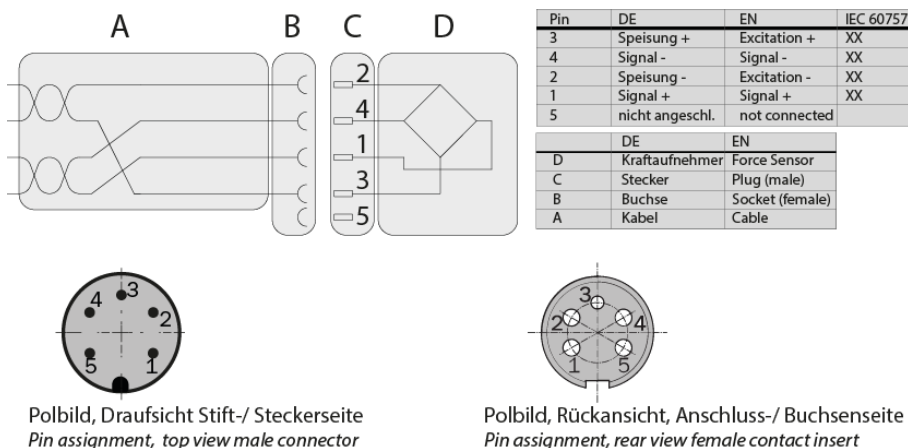 A B C D
2
4
1
3
5
Pin DE EN IEC 60757
3 Speisung + Excitation + XX
4 Signal - Signal - XX
2 Speisung - Excitation - XX
1 Signal + Signal + XX
5 nicht angeschl. not connected
DE EN
D Kraftaufnehmer Force Sensor
C Stecker Plug (male)
B Buchse Socket (female)
A Kabel Cable
3
4 2
5 1
3
2 4
1 5
Polbild, Draufsicht Stift-/ Steckerseite
Pin assignment, top view male connector
Polbild, Rückansicht, Anschluss-/ Buchsenseite
Pin assignment, rear view female contact insert